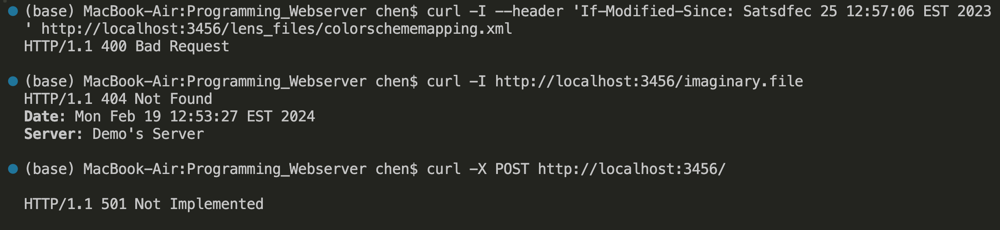 (base) MacBook-Air:Programming_Webserver chen$ curl -I --header 'If-Modified-Since: Satsdfec 25 12:57:06 EST 2023
' http://localhost:3456/lens_files/colorschememapping.xml
HTTP/1.1 400 Bad Request
(base) MacBook-Air:Programming_Webserver chen$ curl -I http://localhost:3456/imaginary.file
HTTP/1.1 404 Not Found
Date: Mon Feb 19 12:53:27 EST 2024
Server: Demo's Server
(base) MacBook-Air:Programming_Webserver chen$ curl -X POST http://localhost:3456/
HTTP/1.1 501 Not Implemented